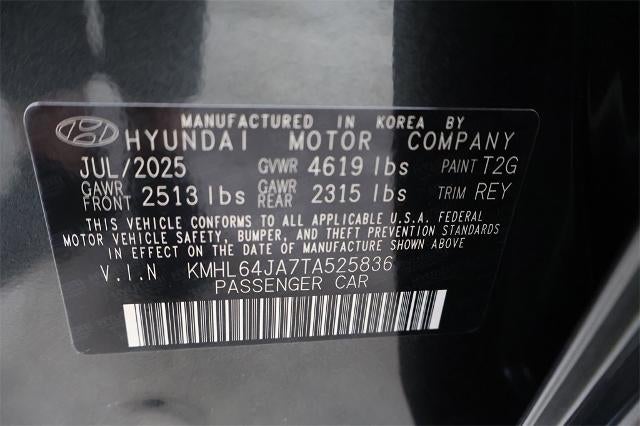 MANUFACTURED IN KOREA BY
HYUNDAI MOTOR COMPANY
JUL/2025 GVWR 4619 lbs PAINT T2G
GAWR FRONT 2513 lbs GAWR REAR 2315 lbs TRIM REY
THIS VEHICLE CONFORMS TO ALL APPLICABLE U.S.A. FEDERAL
MOTOR VEHICLE SAFETY, BUMPER, AND THEFT PREVENTION STANDARDS
IN EFFECT ON THE DATE OF MANUFACTURE SHOWN ABOVE
V.I.N KMHL64JA7TA525836
PASSENGER CAR